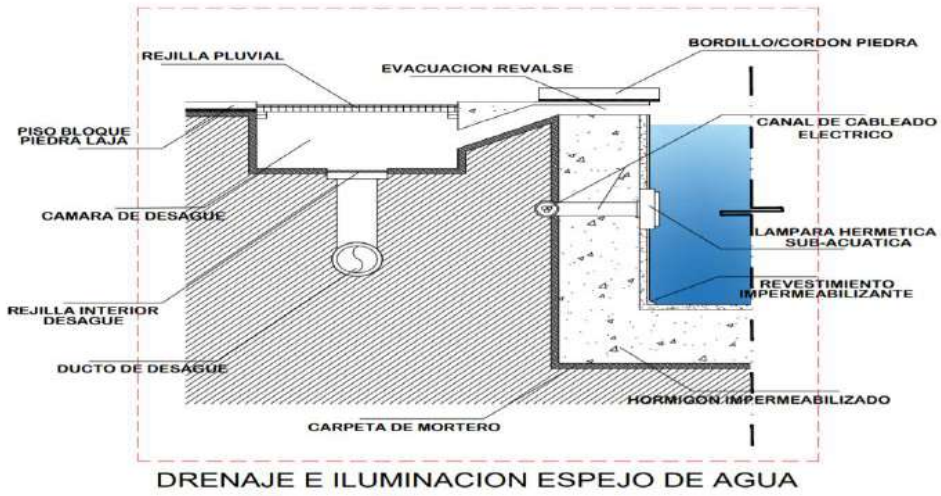 REJILLA PLUVIAL
EVACUACION REVALSE
BORDILLO/CORDON PIEDRA
PISO BLOQUE
PIEDRA LAJA
CANAL DE CABLEADO
ELECTRICO
CAMARA DE DESAGUE
LAMPARA HERMETICA
SUB-ACUATICA
REVESTIMIENTO
IMPERMEABILIZANTE
REJILLA INTERIOR
DESAGUE
DUCTO DE DESAGUE
HORMIGON IMPERMEABILIZADO
CARPETA DE MORTERO
DRENAJE E ILUMINACION ESPEJO DE AGUA